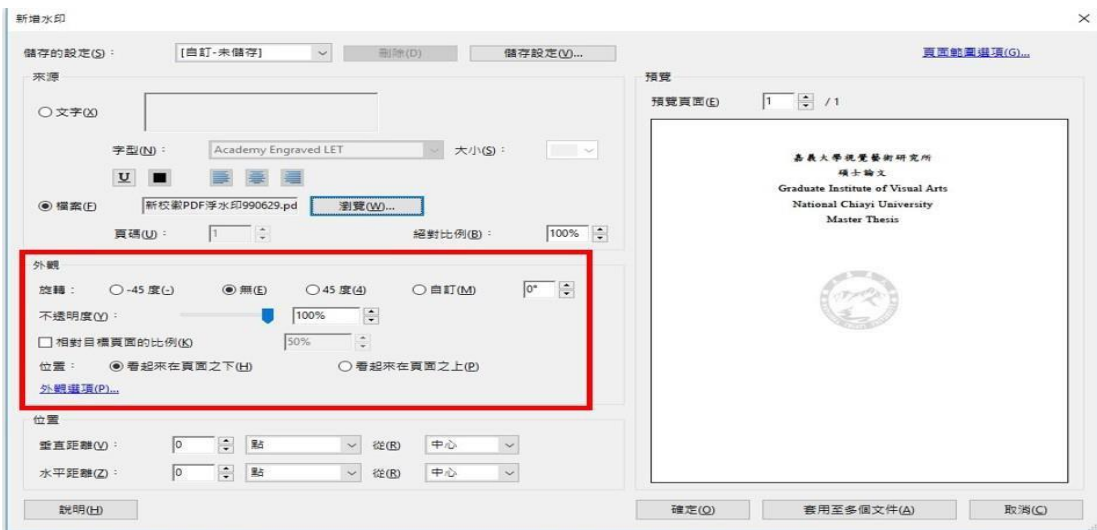 新增水印
儲存的設定(S)：
[自訂-未儲存]
刪除(D)
儲存設定(V)...
頁面範圍選項(G)...
來源
文字(X)
字型(N)：
Academy Engraved LET
大小(S)：
U
檔案(F)
新校徽PDF浮水印990629.pd
瀏覽(W)...
頁碼(U)：
1
絕對比例(B)：
100%
外觀
旋轉：
-45 度(-)
無(E)
45 度(4)
自訂(M)
0°
不透明度(Y)：
100%
相對目標頁面的比例(K)
50%
位置：
看起來在頁面之下(H)
看起來在頁面之上(P)
外觀選項(P)...
位置
垂直距離(V)：
0
點
從(R)
中心
水平距離(Z)：
0
點
從(R)
中心
說明(H)
預覽
預覽頁面(E)
1
/ 1
嘉義大學視覺藝術研究所
碩士論文
Graduate Institute of Visual Arts
National Chiayi University
Master Thesis
確定(O)
套用至多個文件(A)
取消(C)